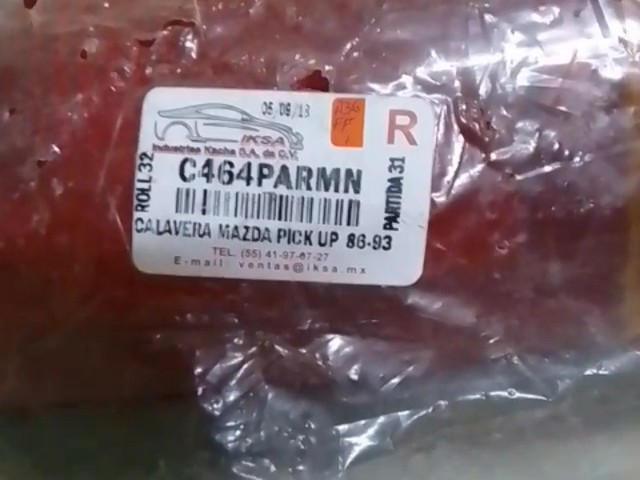 05/09/13
R
IKSA
Industrias Kache S.A. de C.V.
C464PARMN
ROLL 32
PARTIDA 31
CALAVERA MAZDA PICK UP 86-93
TEL. (55) 41-97-67-27
E-mail: ventas@iksa.mx